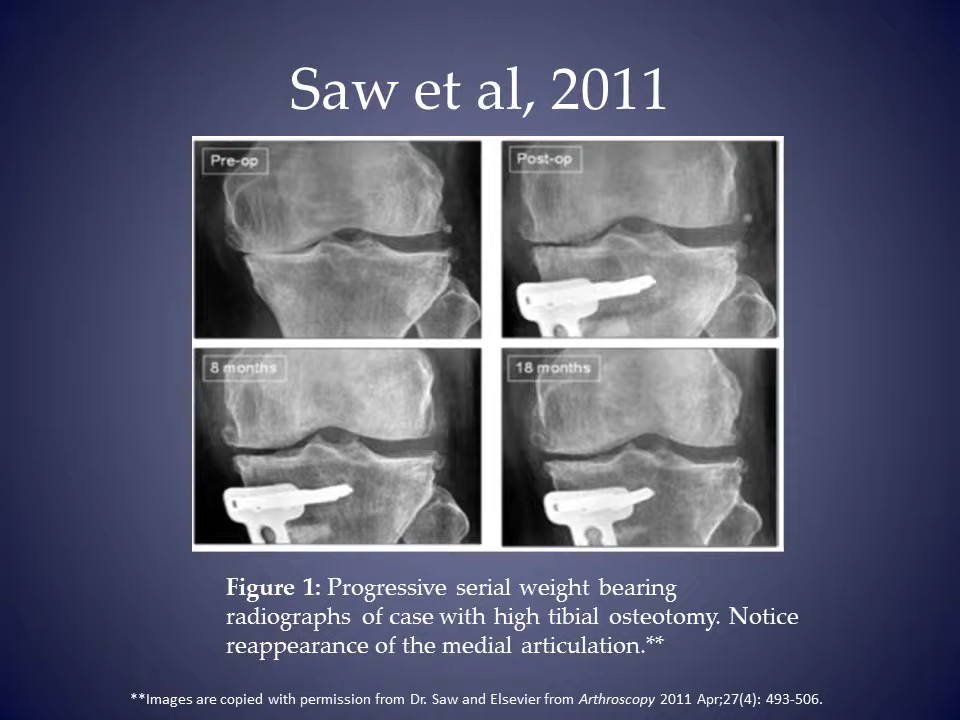 Saw et al, 2011
Pre-op
Post-op
8 months
18 months
Figure 1: Progressive serial weight bearing
radiographs of case with high tibial osteotomy. Notice
reappearance of the medial articulation.**
**Images are copied with permission from Dr. Saw and Elsevier from Arthroscopy 2011 Apr;27(4): 493-506.